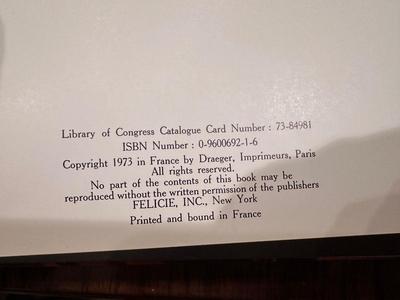 Library of Congress Catalogue Card Number : 73-84981
ISBN Number : 0-9600692-1-6
Copyright 1973 in France by Draeger, Imprimeurs, Paris
All rights reserved.
No part of the contents of this book may be
reproduced without the written permission of the publishers
FELICIE, INC., New York
Printed and bound in France